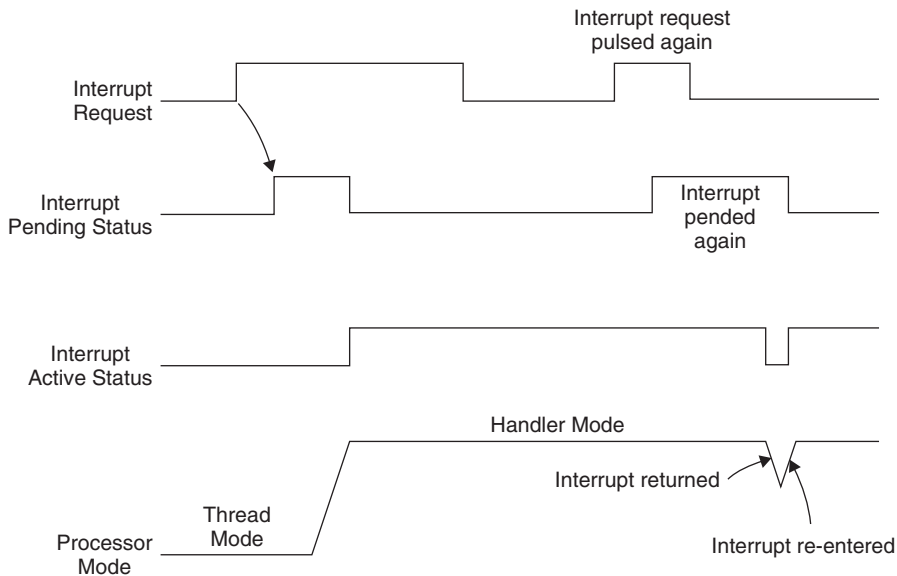 Interrupt request
pulsed again
Interrupt
Request
Interrupt
Pending Status
Interrupt
pended
again
Interrupt
Active Status
Handler Mode
Interrupt returned
Thread
Mode
Processor
Mode
Interrupt re-entered